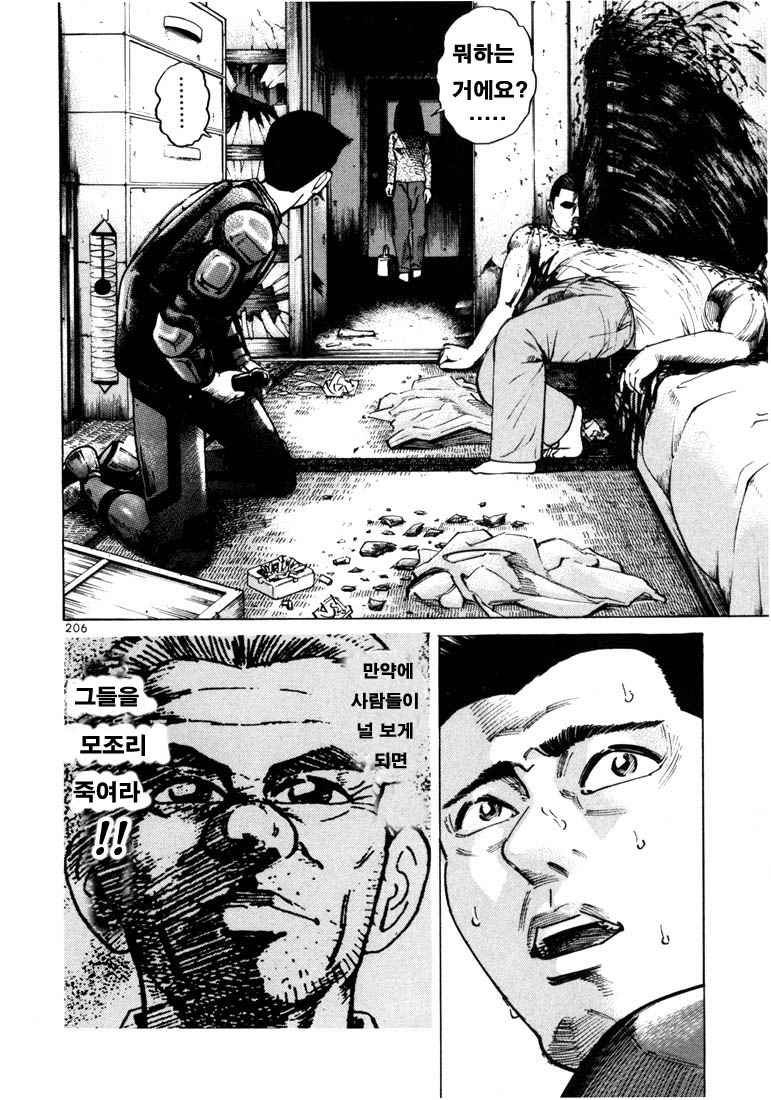 뭐하는
거에요?
.....
......
206
만약에
사람들이
널 보게
되면
그들을
모조리
죽여라
!!